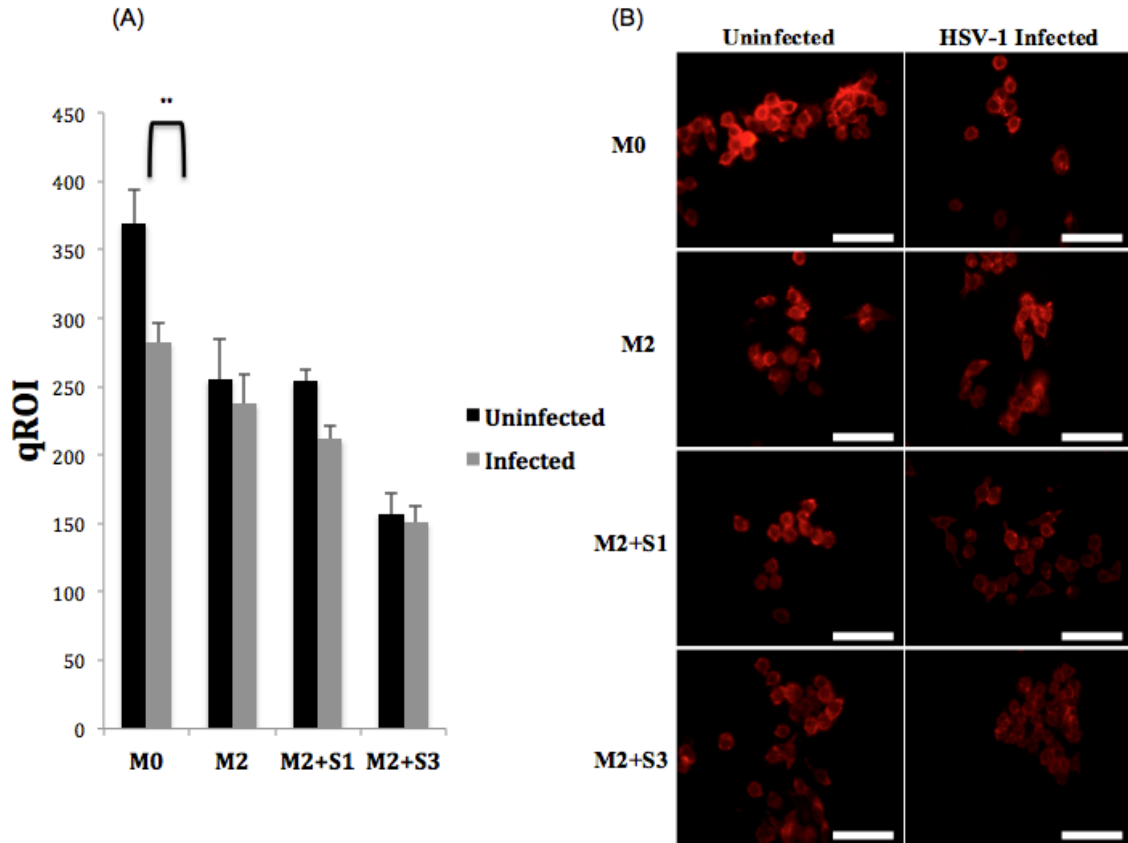 (A)
**
450
400
350
300
250
200
150
100
50
0
qROI
M0 M2 M2+S1 M2+S3
Uninfected
Infected
(B)
Uninfected HSV-1 Infected
M0
M2
M2+S1
M2+S3